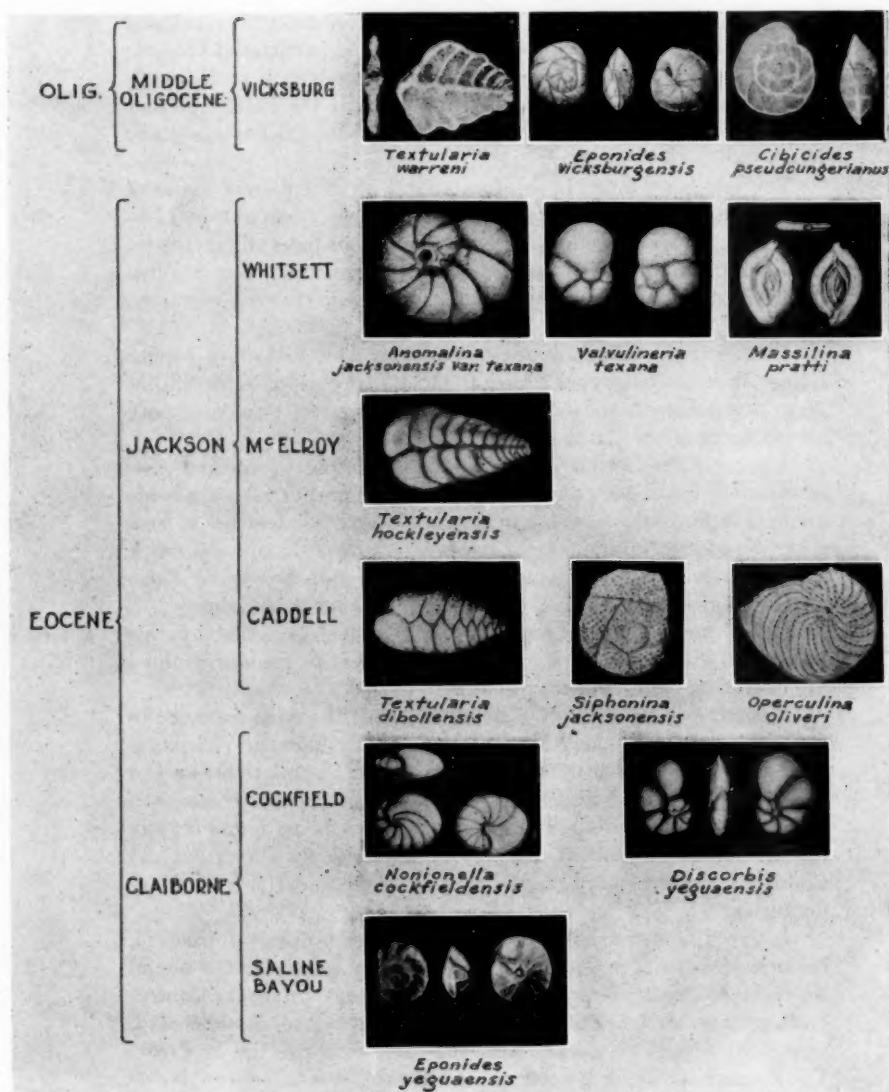 OLIG.
MIDDLE
OLIGOCENE
VICKSBURG
Textularia
warreni
Eponides
vicksburgensis
Cibicides
pseudoungerianus
WHITSETT
Anomalina
jacksonensis var. texana
Valvulineria
texana
Massilina
pratti
JACKSON
McELROY
Textularia
hockleyensis
EOCENE
CADDELL
Textularia
dibollensis
Siphonina
jacksonensis
Operculina
oliveri
COCKFIELD
Nonionella
cockfieldensis
Discorbis
yeguaensis
CLAIBORNE
SALINE
BAYOU
Eponides
yeguaensis